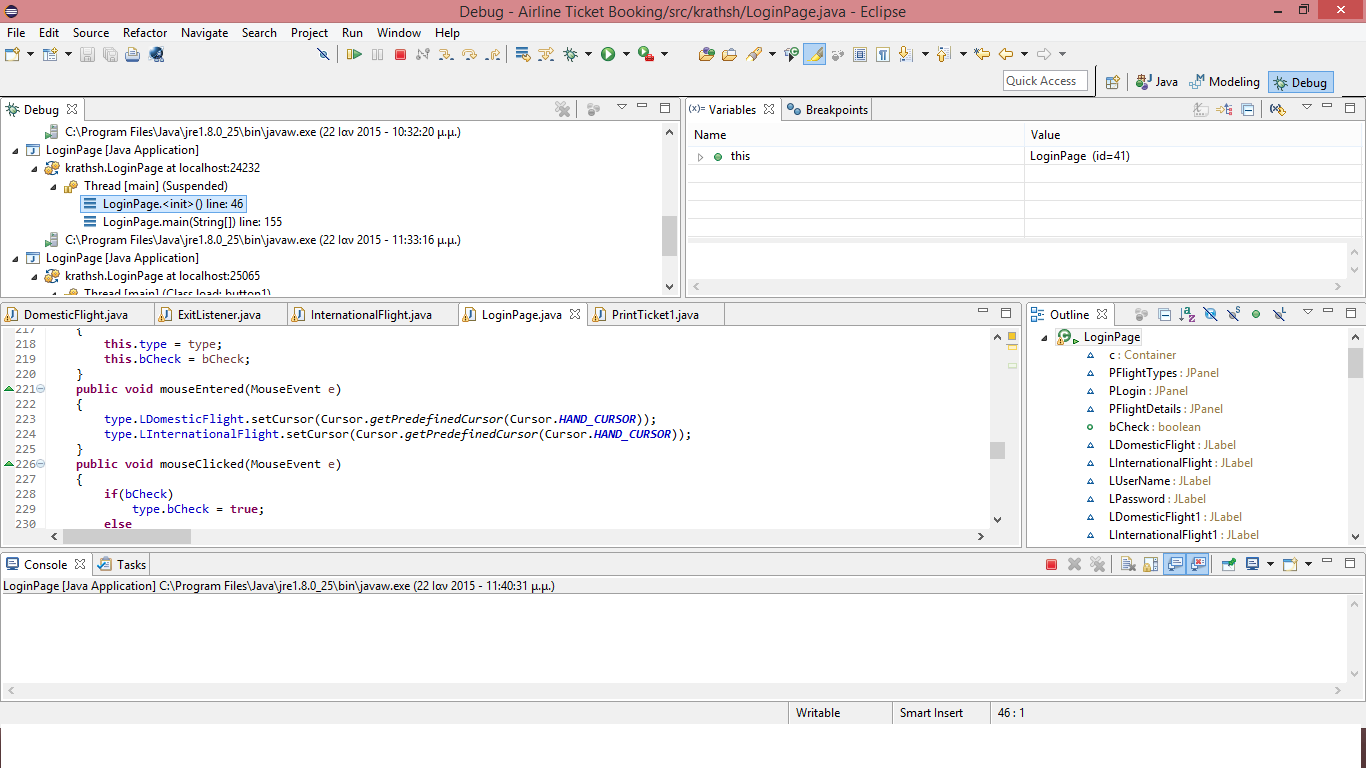 Debug - Airline Ticket Booking/src/krathsh/LoginPage.java - Eclipse
File Edit Source Refactor Navigate Search Project Run Window Help
Quick Access Java Modeling Debug
Debug
C:\Program Files\Java\jre1.8.0_25\bin\javaw.exe (22 Ιαν 2015 - 10:32:20 μ.μ.)
LoginPage [Java Application]
krathsh.LoginPage at localhost:24232
Thread [main] (Suspended)
LoginPage.<init>() line: 46
LoginPage.main(String[]) line: 155
C:\Program Files\Java\jre1.8.0_25\bin\javaw.exe (22 Ιαν 2015 - 11:33:16 μ.μ.)
LoginPage [Java Application]
krathsh.LoginPage at localhost:25065
Thread [main] (Class load: button1)
Variables Breakpoints
Name Value
this LoginPage (id=41)
DomesticFlight.java ExitListener.java InternationalFlight.java LoginPage.java PrintTicket1.java
217 {
218 this.type = type;
219 this.bCheck = bCheck;
220 }
221 public void mouseEntered(MouseEvent e)
222 {
223 type.LDomesticFlight.setCursor(Cursor.getPredefinedCursor(Cursor.HAND_CURSOR));
224 type.LInternationalFlight.setCursor(Cursor.getPredefinedCursor(Cursor.HAND_CURSOR));
225 }
226 public void mouseClicked(MouseEvent e)
227 {
228 if(bCheck)
229 type.bCheck = true;
230 else
Outline
LoginPage
c : Container
PFlightTypes : JPanel
PLogin : JPanel
PFlightDetails : JPanel
bCheck : boolean
LDomesticFlight : JLabel
LInternationalFlight : JLabel
LUserName : JLabel
LPassword : JLabel
LDomesticFlight1 : JLabel
LInternationalFlight1 : JLabel
Console Tasks
LoginPage [Java Application] C:\Program Files\Java\jre1.8.0_25\bin\javaw.exe (22 Ιαν 2015 - 11:40:31 μ.μ.)
Writable Smart Insert 46 : 1